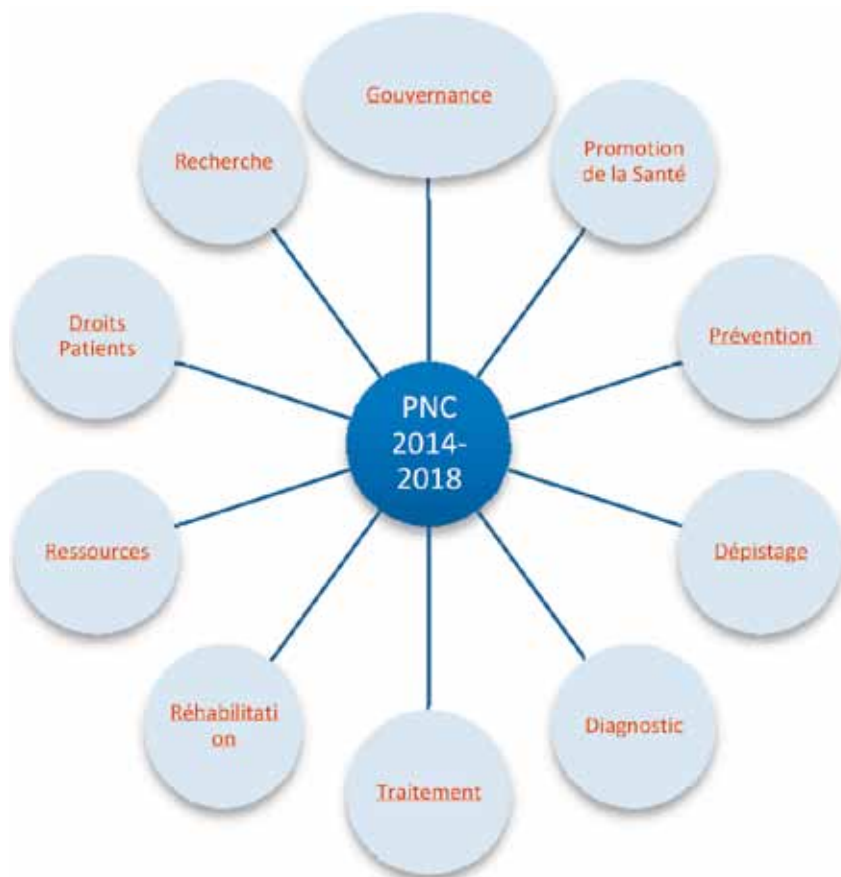 Gouvernance
Promotion
de la Santé
Prévention
Dépistage
Diagnostic
Traitement
Réhabilitati
on
Ressources
Droits
Patients
Recherche
PNC
2014-
2018